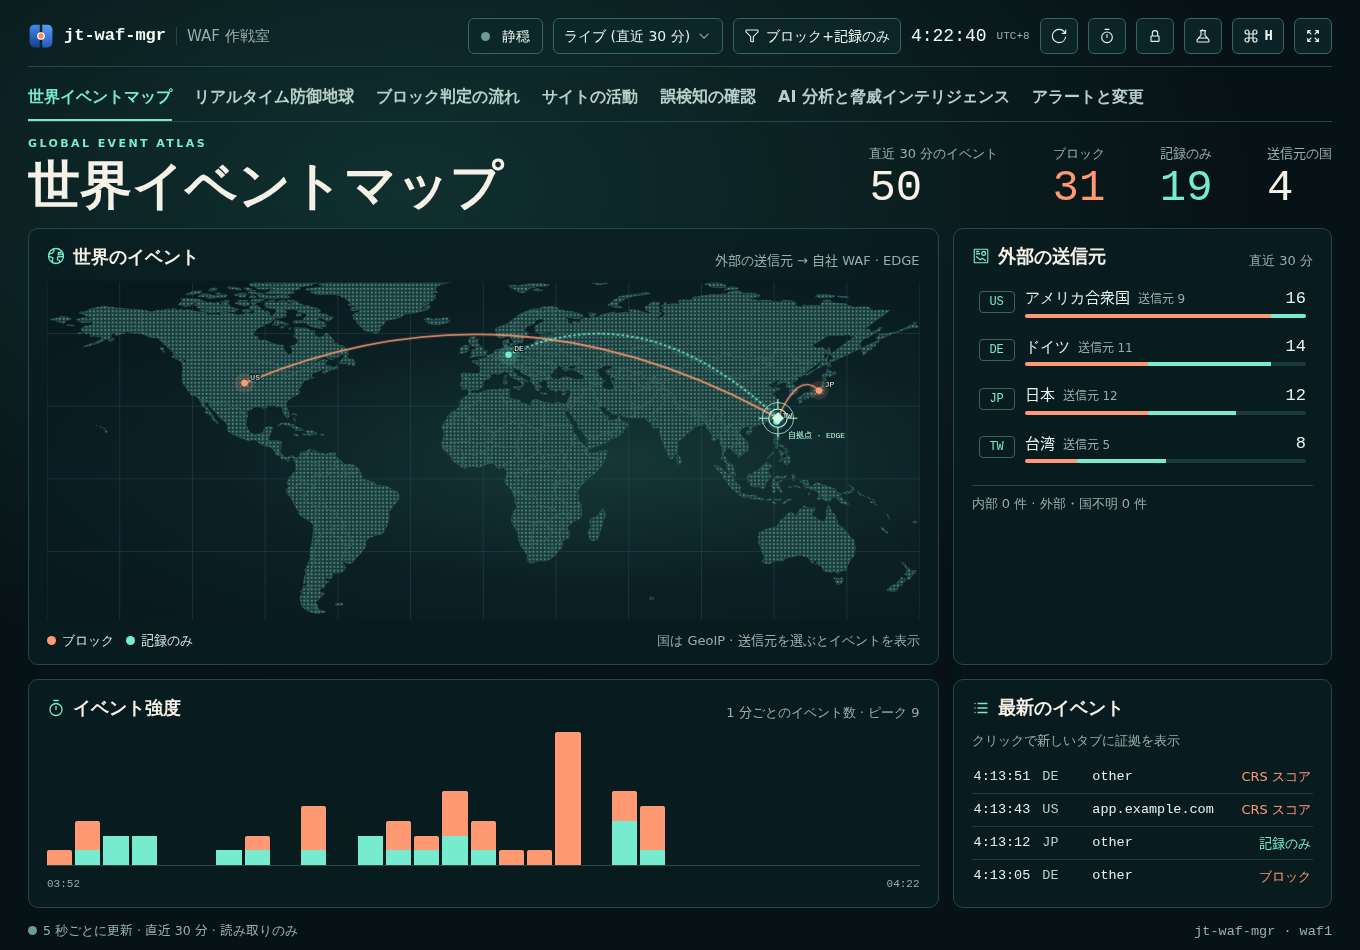 jt-waf-mgr WAF 作戦室 静穏 ライブ (直近 30 分) ブロック+記録のみ 4:22:40 UTC+8 ⌘ H
世界イベントマップ リアルタイム防御地球 ブロック判定の流れ サイトの活動 誤検知の確認 AI 分析と脅威インテリジェンス アラートと変更
GLOBAL EVENT ATLAS
世界イベントマップ
直近 30 分のイベント ブロック 記録のみ 送信元の国
50 31 19 4
世界のイベント
外部の送信元 → 自社 WAF · EDGE
US
DE
JP
自拠点 · EDGE
ブロック 記録のみ
国は GeoIP · 送信元を選ぶとイベントを表示
外部の送信元 直近 30 分
US アメリカ合衆国 送信元 9 16
DE ドイツ 送信元 11 14
JP 日本 送信元 12 12
TW 台湾 送信元 5 8
内部 0 件 · 外部・国不明 0 件
イベント強度 1 分ごとのイベント数 · ピーク 9
03:52 04:22
最新のイベント
クリックで新しいタブに証拠を表示
4:13:51 DE other CRS スコア
4:13:43 US app.example.com CRS スコア
4:13:12 JP other 記録のみ
4:13:05 DE other ブロック
5 秒ごとに更新 · 直近 30 分 · 読み取りのみ
jt-waf-mgr · waf1